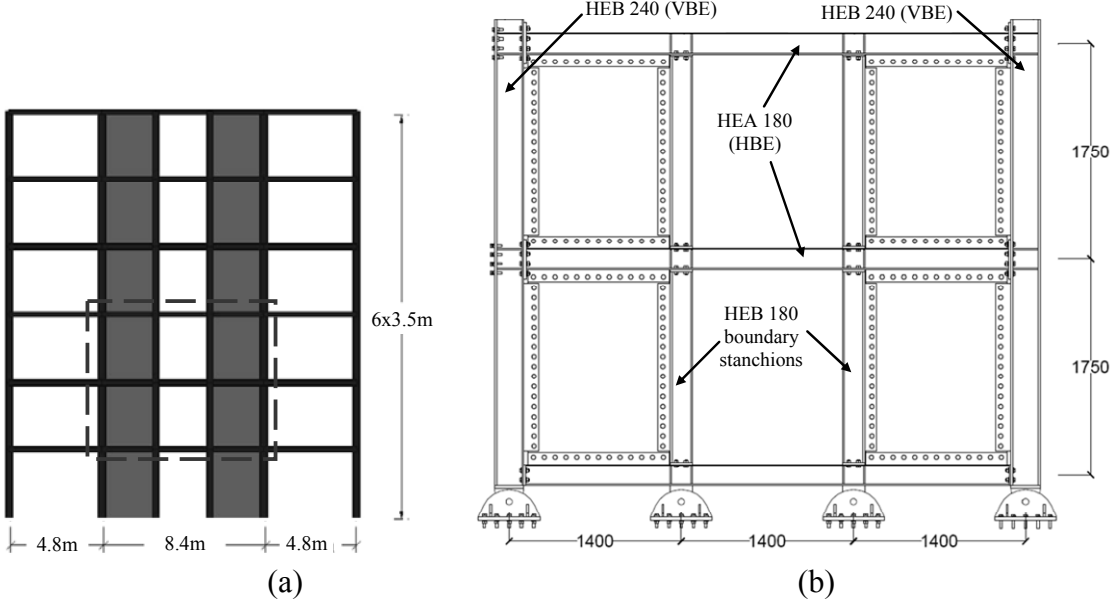 HEB 240 (VBE)
HEB 240 (VBE)
HEA 180
(HBE)
1750
6x3.5m
HEB 180
boundary
stanchions
1750
4.8m
8.4m
4.8m
1400
1400
1400
(a)
(b)